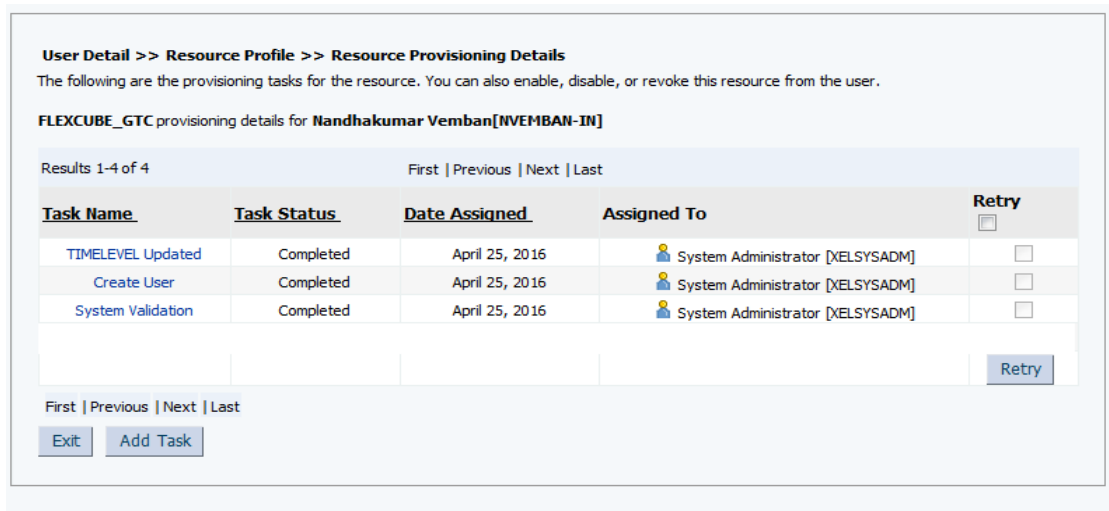 User Detail >> Resource Profile >> Resource Provisioning Details
The following are the provisioning tasks for the resource. You can also enable, disable, or revoke this resource from the user.
FLEXCUBE_GTC provisioning details for Nandhakumar Vemban[NVEMBAN-IN]
Results 1-4 of 4 First | Previous | Next | Last
Task Name Task Status Date Assigned Assigned To Retry
TIMELEVEL Updated Completed April 25, 2016 System Administrator [XELSYSADM]
Create User Completed April 25, 2016 System Administrator [XELSYSADM]
System Validation Completed April 25, 2016 System Administrator [XELSYSADM]
Retry
First | Previous | Next | Last
Exit Add Task